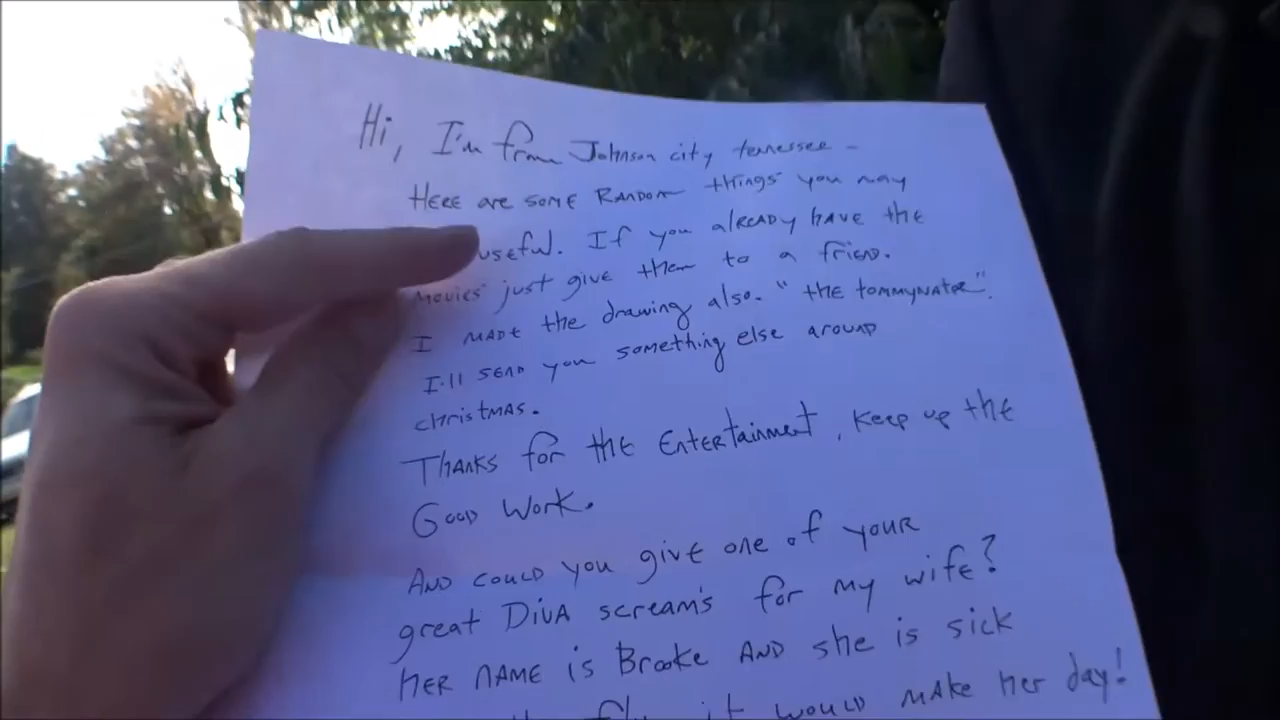 Hi, I'm from Johnson city tennessee -
HERE are some RANDOM things you may
useful. If you alREADY HAVE the
Movies just give them to a friend.
I MADE the drawing also. "the tommynator".
I'll send you something else around
christmas.
THANKS for the Entertainment, keep up the
GOOD WORK.
AND COULD you give one of your
great DIVA scream's for my wife?
HER NAME is Brooke AND she is sick
flu, it WOULD MAKE her day!